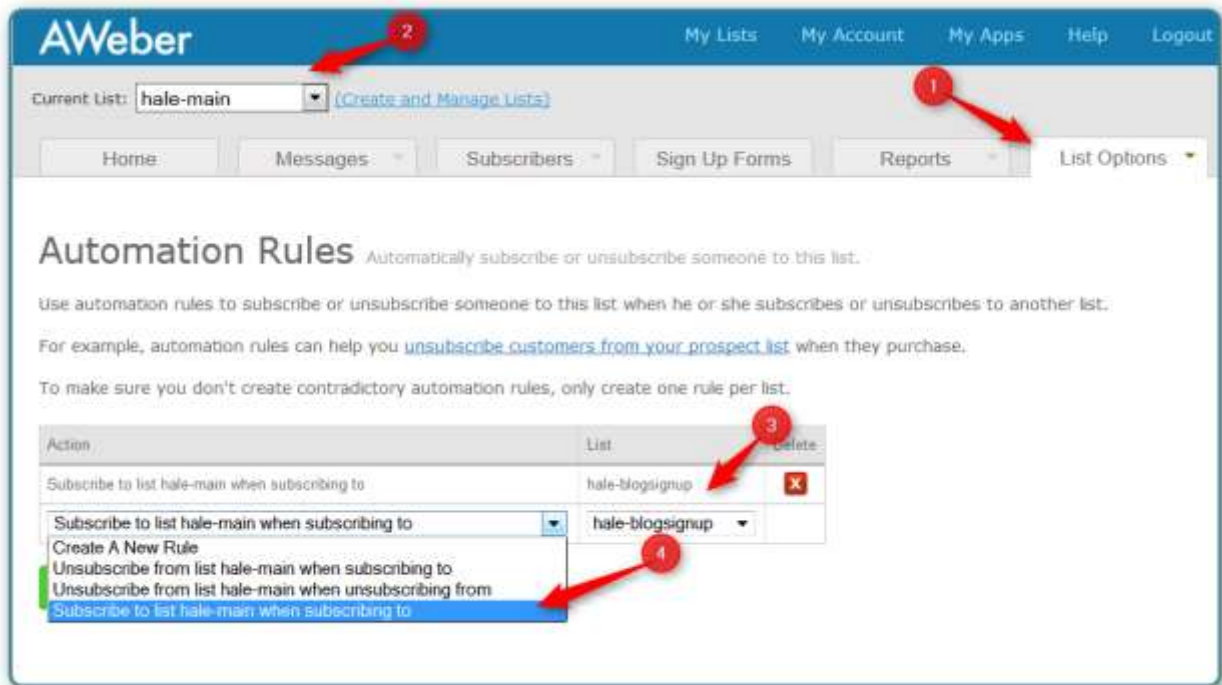 AWeber
My Lists My Account My Apps Help Logout
2
Current List: hale-main (Create and Manage Lists)
1
Home Messages Subscribers Sign Up Forms Reports List Options
Automation Rules Automatically subscribe or unsubscribe someone to this list.
Use automation rules to subscribe or unsubscribe someone to this list when he or she subscribes or unsubscribes to another list.
For example, automation rules can help you unsubscribe customers from your prospect list when they purchase.
To make sure you don't create contradictory automation rules, only create one rule per list.
3
Action List Delete
Subscribe to list hale-main when subscribing to hale-blogsignup X
Subscribe to list hale-main when subscribing to hale-blogsignup
4
Create A New Rule
Unsubscribe from list hale-main when subscribing to
Unsubscribe from list hale-main when unsubscribing from
Subscribe to list hale-main when subscribing to